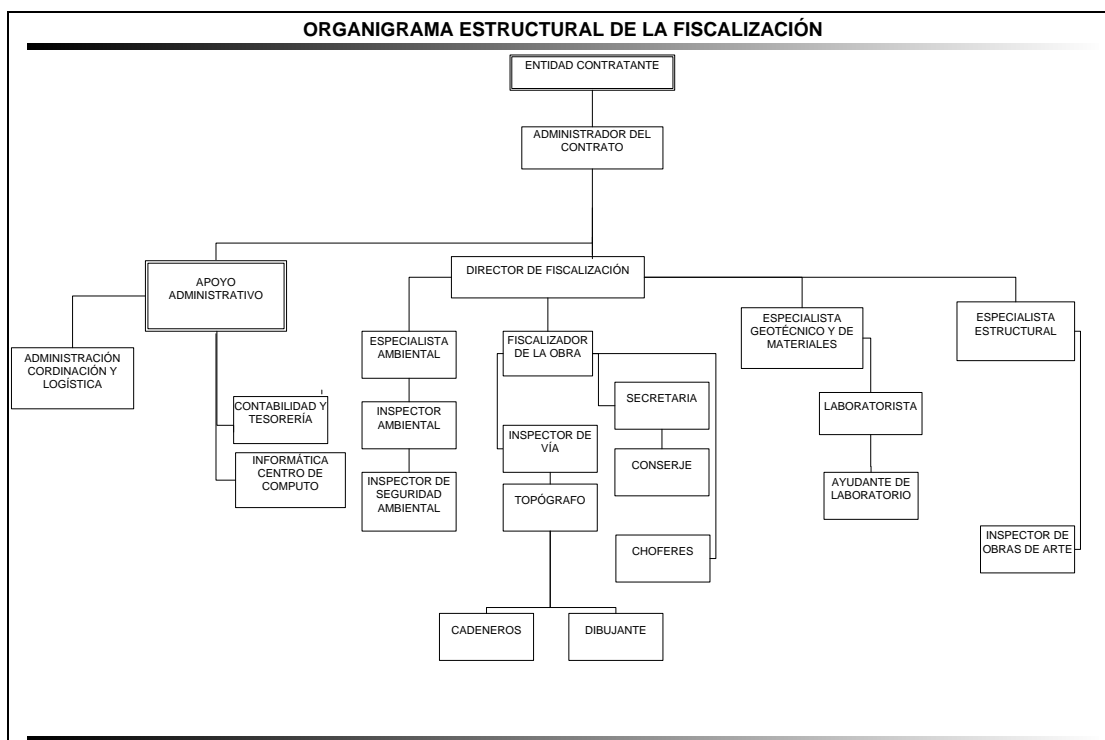 ORGANIGRAMA ESTRUCTURAL DE LA FISCALIZACIÓN
ENTIDAD CONTRATANTE
ADMINISTRADOR DEL
CONTRATO
APOYO
ADMINISTRATIVO
DIRECTOR DE FISCALIZACIÓN
ADMINISTRACIÓN
CORDINACIÓN Y
LOGÍSTICA
CONTABILIDAD Y
TESORERÍA
INFORMÁTICA
CENTRO DE
COMPUTO
ESPECIALISTA
AMBIENTAL
INSPECTOR
AMBIENTAL
INSPECTOR DE
SEGURIDAD
AMBIENTAL
FISCALIZADOR
DE LA OBRA
INSPECTOR DE
VÍA
TOPÓGRAFO
CADENEROS
DIBUJANTE
SECRETARIA
CONSERJE
CHOFERES
ESPECIALISTA
GEOTÉCNICO Y DE
MATERIALES
LABORATORISTA
AYUDANTE DE
LABORATORIO
ESPECIALISTA
ESTRUCTURAL
INSPECTOR DE
OBRAS DE ARTE